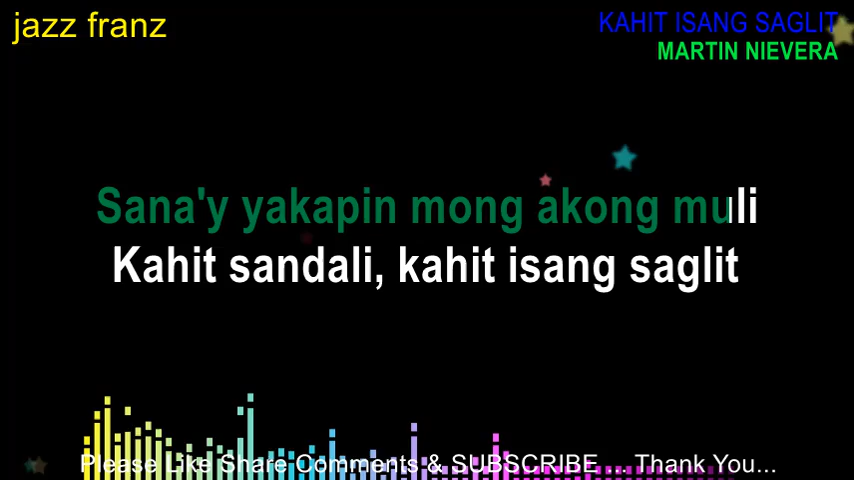 jazz franz
KAHIT ISANG SAGLIT
MARTIN NIEVERA
Sana'y yakapin mong akong muli
Kahit sandali, kahit isang saglit
Please Like Share Comments & SUBSCRIBE.... Thank You...